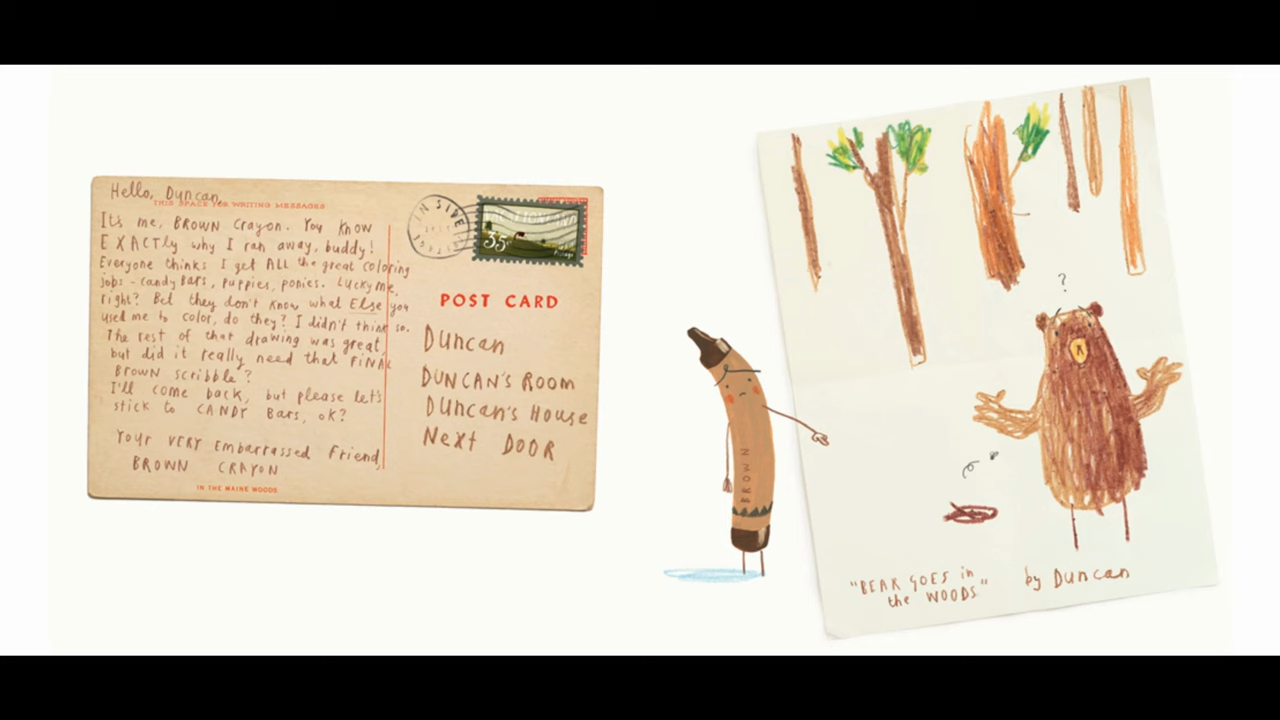 Hello, Duncan,
THIS SPACE FOR WRITING MESSAGES
It's me, BROWN Crayon. You know
EXACTly why I ran away, buddy!
Everyone thinks I get ALL the great coloring
jobs - candy BARS, puppies, ponies. Lucky me,
right? Bet they don't know what Else you
used me to color, do they? I didn't think so.
The rest of that drawing was great,
but did it really need that FINAL
BROWN scribble?
I'll come back, but please let's
stick to CANDY Bars, OK?
Your VERY Embarrassed Friend,
BROWN CRAYON
IN THE MAINE WOODS
IN SIDE
35c
POST CARD
Duncan
DUNCAN'S ROOM
Duncan's House
Next DOOR
BROWN
?
"BEAR GOES in
the WOODS"
by Duncan